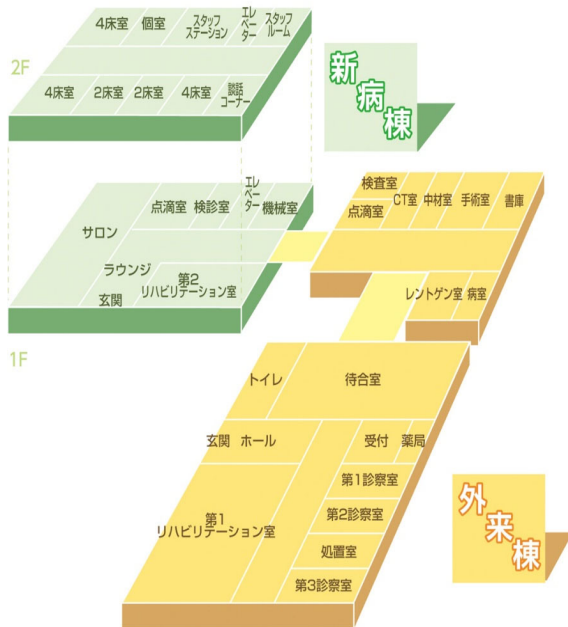 2F
4床室
個室
スタッフ
ステーション
エレベーター
スタッフ
ルーム
4床室
2床室
2床室
4床室
談話
コーナー
新病棟
サロン
点滴室
検診室
エレベーター
機械室
ラウンジ
玄関
第2
リハビリテーション室
検査室
点滴室
CT室
中材室
手術室
書庫
レントゲン室
病室
1F
トイレ
待合室
玄関 ホール
受付
薬局
第1
リハビリテーション室
第1診察室
第2診察室
処置室
第3診察室
外来棟